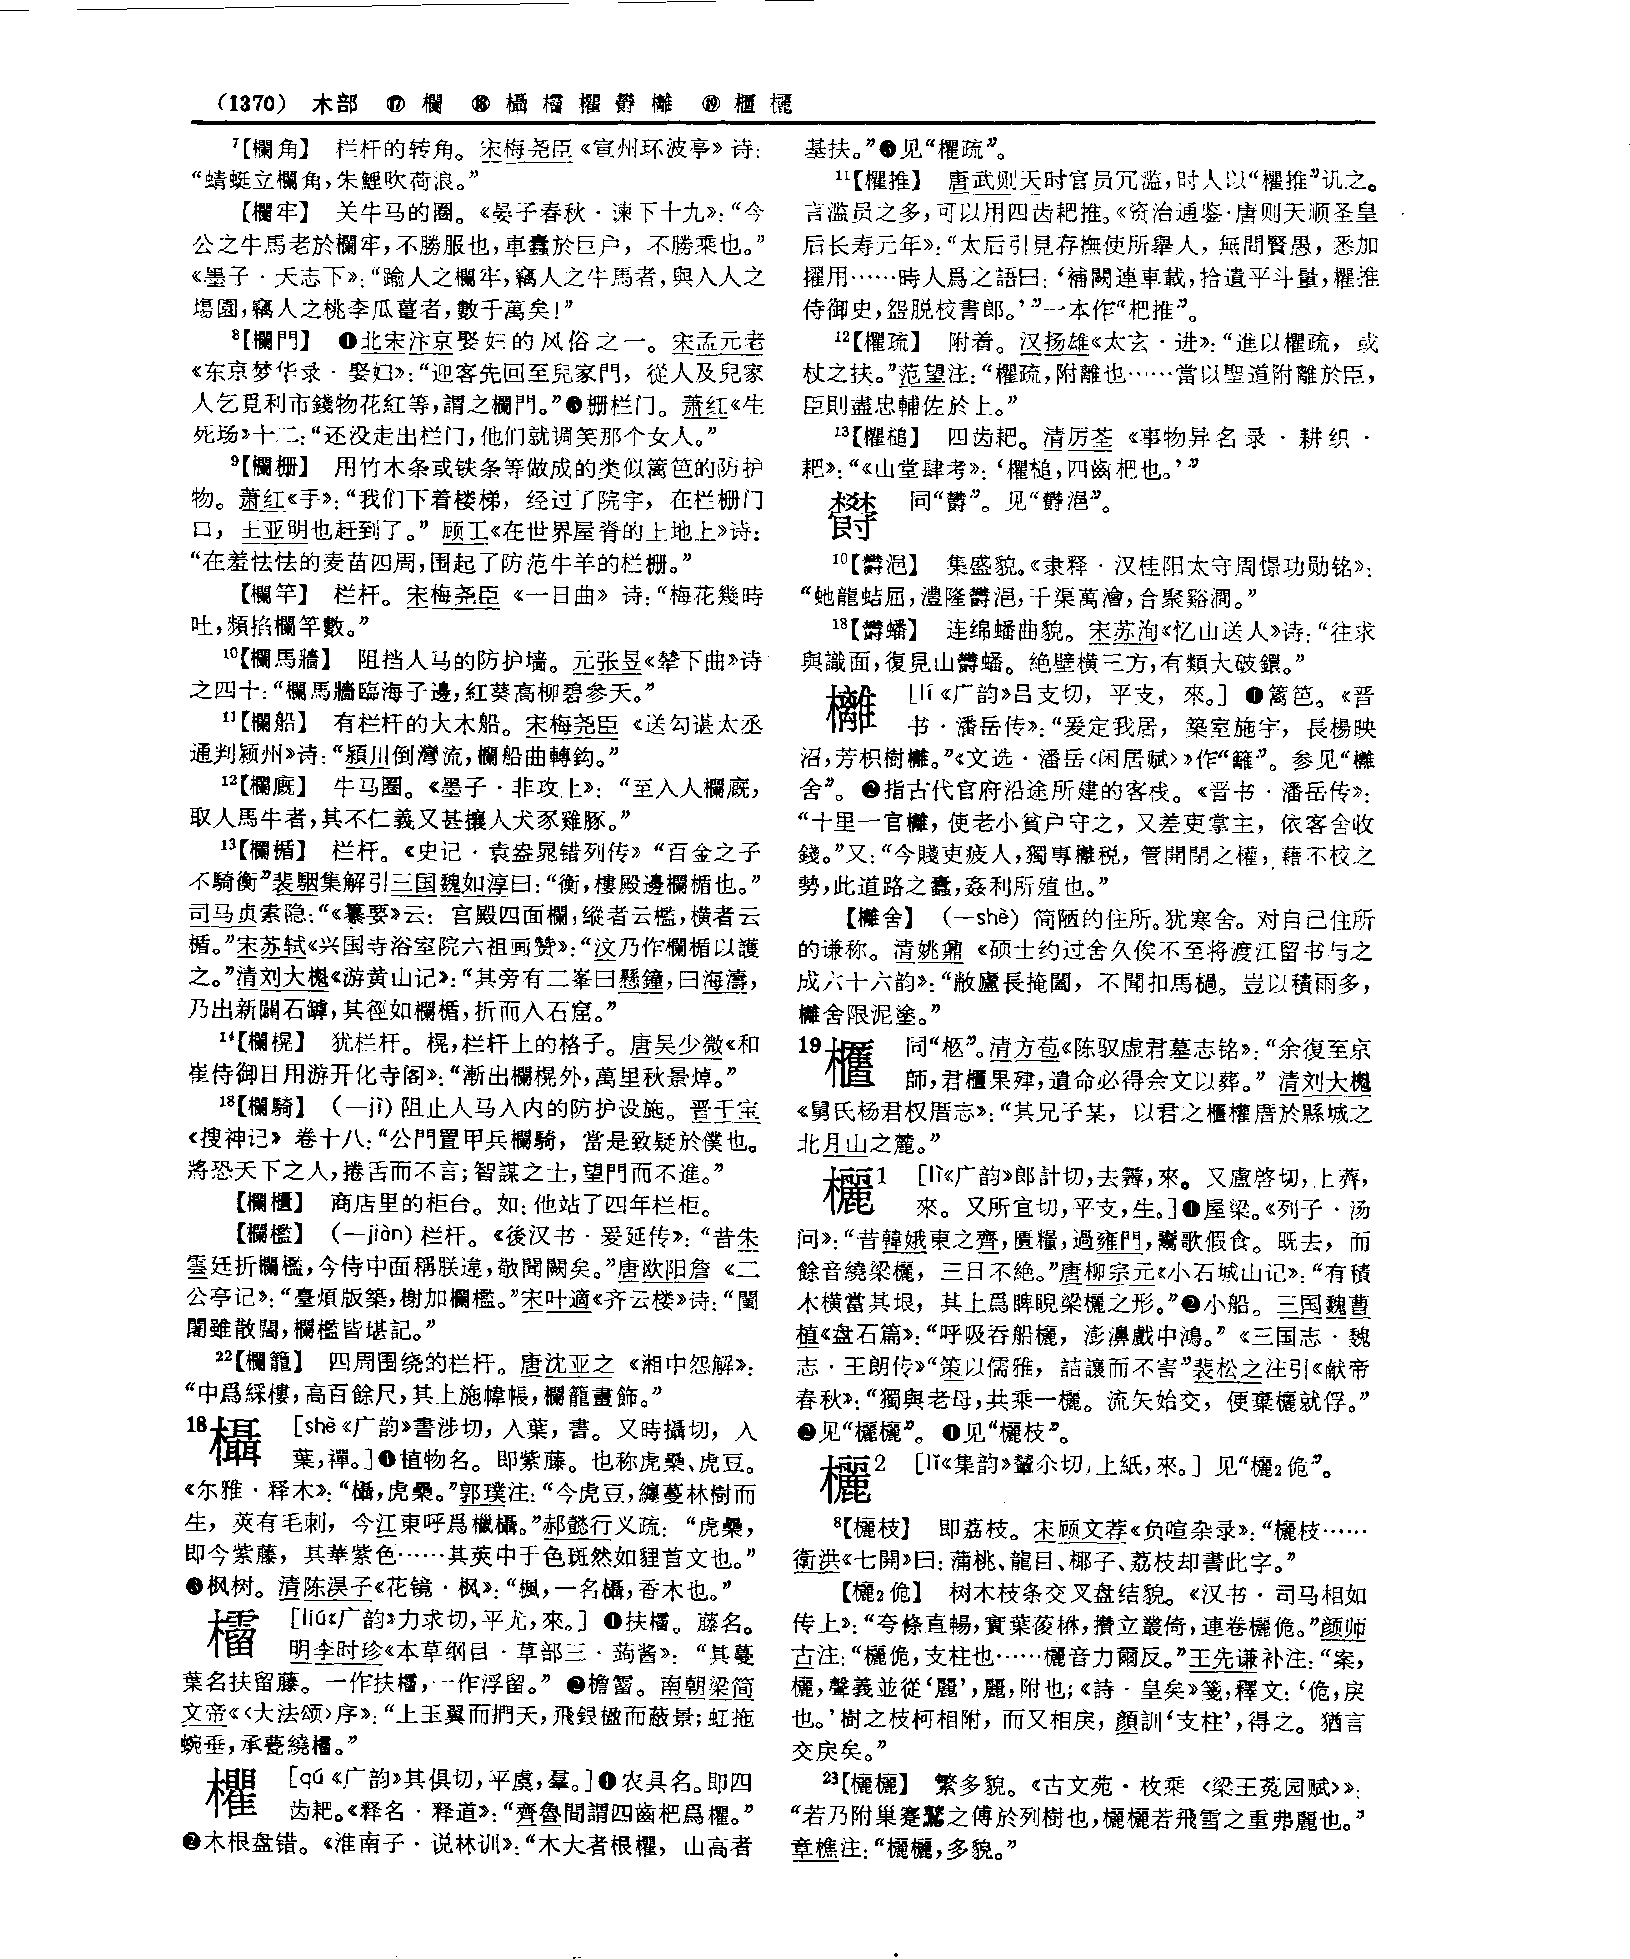 (1370) 木部 ⑰ 欄 ⑱ 欇 橊 欋 欎 欐 ⑲ 櫃 欐
⁷【欄角】 栏杆的转角。宋梅尧臣《宣州环波亭》诗:
“蜻蜓立欄角,朱鯉吹荷浪。”
【欄牢】 关牛马的圈。《晏子春秋·谏下十九》:“今
公之牛馬老於欄牢,不勝服也,車蠹於巨户, 不勝乘也。”
《墨子·天志下》:“踰人之欄牢,竊人之牛馬者,與入人之
場園,竊人之桃李瓜薑者,數千萬矣!”
⁸【欄門】 ❶北宋汴京娶妇的风俗之一。宋孟元老
《东京梦华录·娶妇》:“迎客先回至兒家門, 從人及兒家
人乞覓利市錢物花紅等,謂之欄門。”❷栅栏门。萧红《生
死场》十二:“还没走出栏门,他们就调笑那个女人。”
⁹【欄栅】 用竹木条或铁条等做成的类似篱笆的防护
物。萧红《手》:“我们下着楼梯, 经过了院宇, 在栏栅门
口, 王亚明也赶到了。” 顾工《在世界屋脊的土地上》诗:
“在羞怯怯的麦苗四周,围起了防范牛羊的栏栅。”
【欄竿】 栏杆。宋梅尧臣 《一日曲》 诗:“梅花幾時
吐,頻掐欄竿數。”
¹⁰【欄馬牆】 阻挡人马的防护墙。元张昱《辇下曲》诗
之四十:“欄馬牆臨海子邊,紅葵高柳碧参天。”
¹¹【欄船】 有栏杆的大木船。宋梅尧臣 《送勾谌太丞
通判颍州》诗:“潁川倒灣流,欄船曲轉鈎。”
¹²【欄廐】 牛马圈。《墨子·非攻上》: “至入人欄廐,
取人馬牛者,其不仁義又甚攘人犬豕雞豚。”
¹³【欄楯】 栏杆。《史记·袁盎晁错列传》“百金之子
不騎衡”裴駰集解引三国魏如淳曰:“衡,樓殿邊欄楯也。”
司马贞索隐:“《纂要》云: 宫殿四面欄,縱者云檻,横者云
楯。”宋苏轼《兴国寺浴室院六祖画赞》:“汶乃作欄楯以護
之。”清刘大櫆《游黄山记》:“其旁有二峯曰懸鐘,曰海濤,
乃出新闢石罅,其徑如欄楯,折而入石窟。”
¹⁴【欄榥】 犹栏杆。榥,栏杆上的格子。唐吴少微《和
崔侍御日用游开化寺阁》:“漸出欄榥外,萬里秋景焯。”
¹⁸【欄騎】 (—jì)阻止人马入内的防护设施。晋干宝
《搜神记》 卷十八:“公門置甲兵欄騎, 當是致疑於僕也。
將恐天下之人,捲舌而不言;智謀之士,望門而不進。”
【欄櫃】 商店里的柜台。如:他站了四年栏柜。
【欄檻】 (—jiàn)栏杆。《後汉书·爰延传》:“昔朱
雲廷折欄檻,今侍中面稱朕違,敬聞闕矣。”唐欧阳詹 《二
公亭记》:“臺煩版築,榭加欄檻。”宋叶適《齐云楼》诗:“闤
闠雖散闊,欄檻皆堪記。”
²²【欄籠】 四周围绕的栏杆。唐沈亚之 《湘中怨解》:
“中爲綵樓,高百餘尺,其上施幃帳,欄籠畫飾。”
18欇 [shè《广韵》書涉切,入葉,書。又時攝切, 入
葉,禪。]❶植物名。即紫藤。也称虎櫐、虎豆。
《尔雅·释木》:“欇,虎櫐。”郭璞注:“今虎豆,纏蔓林樹而
生, 莢有毛刺, 今江東呼爲欇欇。”郝懿行义疏: “虎櫐,
即今紫藤, 其華紫色……其莢中子色斑然如貍首文也。”
❷枫树。清陈淏子《花镜·枫》:“楓,一名欇,香木也。”
[liú《广韵》力求切,平尤,來。] ❶扶。藤名。
明李时珍《本草纲目·草部三·蒟酱》: “其蔓
葉名扶留藤。一作扶,一作浮留。” ❷檐霤。南朝梁简
文帝《〈大法颂〉序》:“上玉翼而捫天,飛銀楹而蔽景;虹拖
蜿垂,承甍繞。”
欋 [qú《广韵》其俱切,平虞,羣。]❶农具名。即四
齿耙。《释名·释道》:“齊魯間謂四齒杷爲欋。”
❷木根盘错。《淮南子·说林训》:“木大者根欋, 山高者
基扶。”❸见“欋疏”。
¹¹【欋推】 唐武则天时官员冗滥,时人以“欋推”讥之。
言滥员之多,可以用四齿耙推。《资治通鉴·唐则天顺圣皇
后长寿元年》:“太后引見存撫使所舉人, 無問賢愚, 悉加
擢用……時人爲之語曰:‘補闕連車載,拾遺平斗量,欋推
侍御史,盌脱校書郎。’”一本作“杷推”。
¹²【欋疏】 附着。汉扬雄《太玄·进》:“進以欋疏, 或
杖之扶。”范望注:“欋疏,附離也……當以聖道附離於臣,
臣則盡忠輔佐於上。”
¹³【欋槌】 四齿耙。清厉荃 《事物异名录·耕织·
耙》:“《山堂肆考》:‘欋槌,四齒杷也。’”
同“”。见“浥”。
¹⁰【浥】 集盛貌。《隶释·汉桂阳太守周憬功勋铭》:
“虵龍蛣屈,澧隆浥,千渠萬澮,合聚谿澗。”
¹⁸【蟠】 连绵蟠曲貌。宋苏洵《忆山送人》诗:“往求
與識面,復見山蟠。绝壁横三方,有類大破鐶。”
[lí《广韵》吕支切, 平支, 來。] ❶篱笆。《晋
书·潘岳传》:“爰定我居, 築室施宇, 長楊映
沼,芳枳樹。”《文选·潘岳〈闲居赋〉》作“籬”。参见“
舍”。❷指古代官府沿途所建的客栈。《晋书·潘岳传》:
“十里一官,使老小貧户守之, 又差吏掌主, 依客舍收
錢。”又:“今賤吏疲人,獨專税, 管開閉之權, 藉不校之
勢,此道路之蠹,姦利所殖也。”
【舍】 (—shè) 简陋的住所。犹寒舍。对自己住所
的谦称。清姚鼐 《硕士约过舍久俟不至将渡江留书与之
成六十六韵》:“敝廬長掩闔, 不聞扣馬檛。豈以積雨多,
舍限泥塗。”
19 同“柩”。清方苞《陈驭虚君墓志铭》:“余復至京
師,君果殣,遺命必得余文以葬。” 清刘大櫆
《舅氏杨君权厝志》:“其兄子某, 以君之權厝於縣城之
北月山之麓。”
欐1 [lì《广韵》郎計切,去霽,來。又盧啓切,上薺,
來。又所宜切,平支,生。]❶屋梁。《列子·汤
问》:“昔韓娥東之齊,匱糧,過雍門,鬻歌假食。既去, 而
餘音繞梁欐, 三日不絶。”唐柳宗元《小石城山记》:“有積
木横當其垠, 其上爲睥睨梁欐之形。”❷小船。三国魏曹
植《盘石篇》:“呼吸吞船欐, 澎濞戲中鴻。” 《三国志·魏
志·王朗传》“策以儒雅, 詰讓而不害”裴松之注引《献帝
春秋》:“獨與老母,共乘一欐。流矢始交, 便棄欐就俘。”
❸见“欐欐”。❹见“欐枝”。
欐2 [lǐ《集韵》輦尒切,上紙,來。] 见“欐₂佹”。
⁸【欐枝】 即荔枝。宋顾文荐《负喧杂录》:“欐枝……
衛洪《七開》曰:蒲桃、龍目、椰子、荔枝却書此字。”
【欐₂佹】 树木枝条交叉盘结貌。《汉书·司马相如
传上》:“夸條直暢,實葉葰楙,攢立叢倚,連卷欐佹。”颜师
古注:“欐佹,支柱也……欐音力爾反。”王先谦补注:“案,
欐,聲義並從‘麗’,麗,附也;《詩·皇矣》箋,釋文:‘佹,戾
也。’樹之枝柯相附, 而又相戾, 顔訓‘支柱’,得之。猶言
交戾矣。”
²³【欐欐】 繁多貌。《古文苑·枚乘 〈梁王菟园赋〉》:
“若乃附巢蹇鷲之傅於列樹也,欐欐若飛雪之重弗麗也。”
章樵注:“欐欐,多貌。”